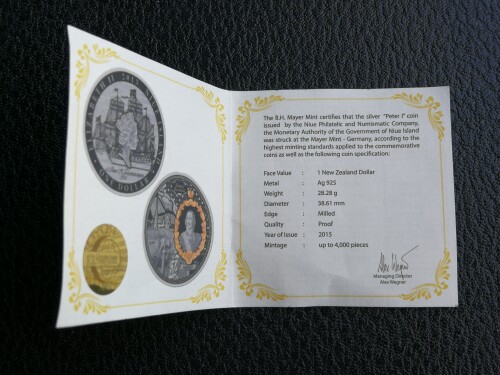 The B.H. Mayer Mint certifies that the silver "Peter I" coin
issued by the Niue Philatelic and Numismatic Company,
the Monetary Authority of the Government of Niue Island
was struck at the Mayer Mint - Germany, according to the
highest minting standards applied to the commemorative
coins as well as the following coin specification:
Face Value : 1 New Zealand Dollar
Metal : Ag 925
Weight : 28.28 g
Diameter : 38.61 mm
Edge : Milled
Quality : Proof
Year of Issue : 2015
Mintage : up to 4,000 pieces
Managing Director
Alex Wegner